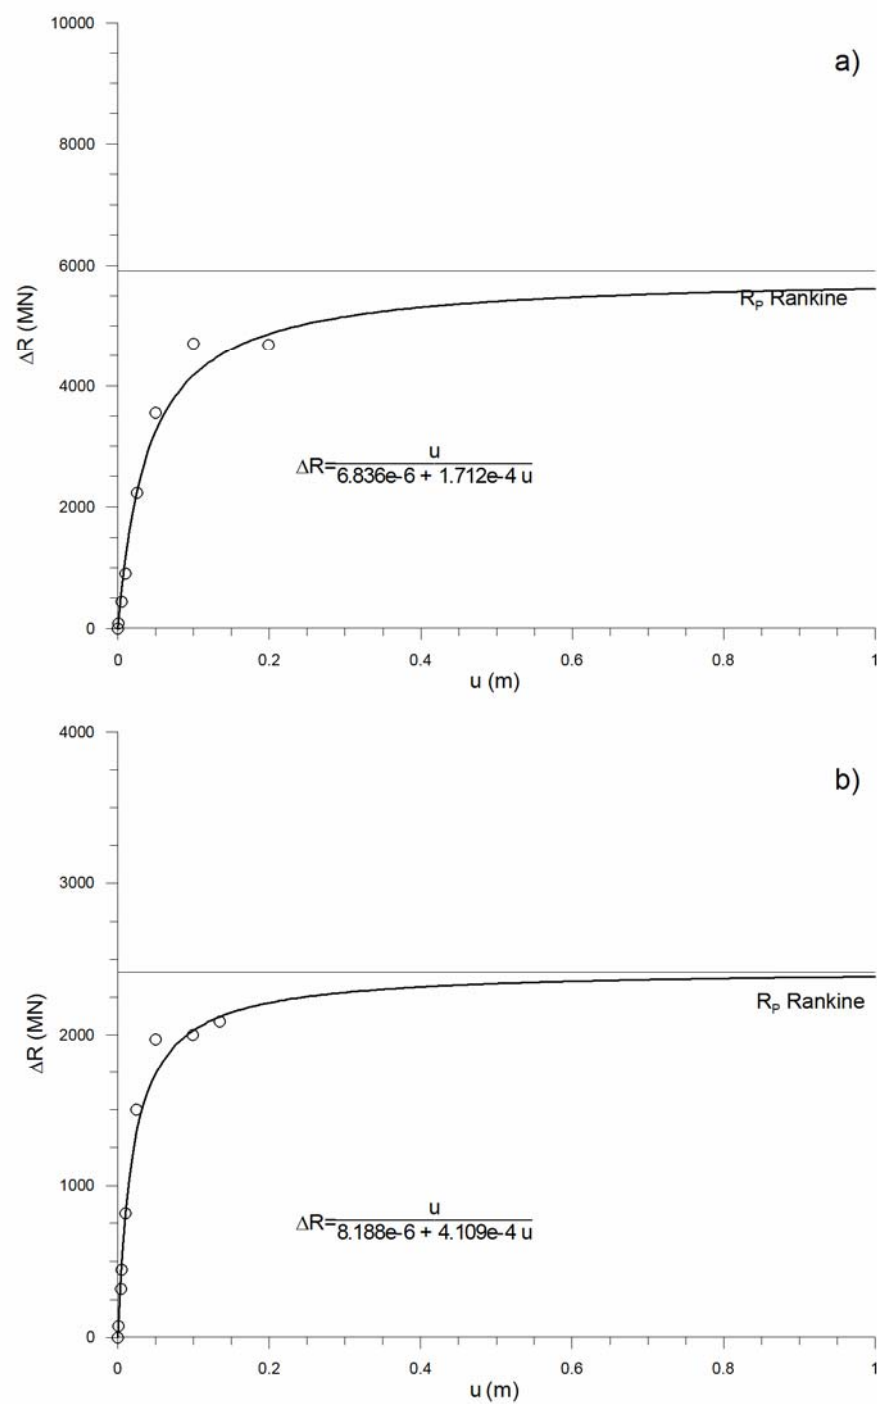 10000
a)
8000
6000
R_P Rankine
ΔR (MN)
4000
ΔR= u / 6.836e-6 + 1.712e-4 u
2000
0
0 0.2 0.4 0.6 0.8 1
u (m)
4000
b)
3000
R_P Rankine
ΔR (MN)
2000
1000
ΔR= u / 8.188e-6 + 4.109e-4 u
0
0 0.2 0.4 0.6 0.8 1
u (m)